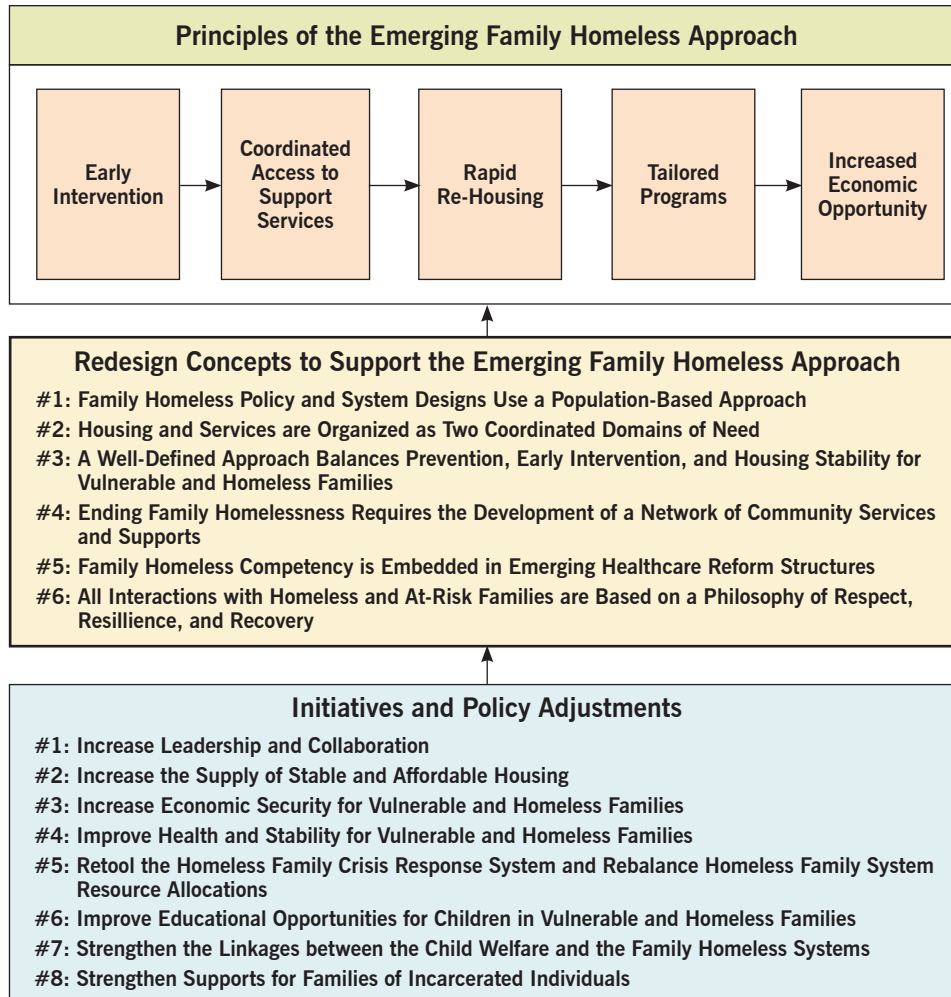 Principles of the Emerging Family Homeless Approach
Early
Intervention
Coordinated
Access to
Support
Services
Rapid
Re-Housing
Tailored
Programs
Increased
Economic
Opportunity
Redesign Concepts to Support the Emerging Family Homeless Approach
#1: Family Homeless Policy and System Designs Use a Population-Based Approach
#2: Housing and Services are Organized as Two Coordinated Domains of Need
#3: A Well-Defined Approach Balances Prevention, Early Intervention, and Housing Stability for
Vulnerable and Homeless Families
#4: Ending Family Homelessness Requires the Development of a Network of Community Services
and Supports
#5: Family Homeless Competency is Embedded in Emerging Healthcare Reform Structures
#6: All Interactions with Homeless and At-Risk Families are Based on a Philosophy of Respect,
Resillience, and Recovery
Initiatives and Policy Adjustments
#1: Increase Leadership and Collaboration
#2: Increase the Supply of Stable and Affordable Housing
#3: Increase Economic Security for Vulnerable and Homeless Families
#4: Improve Health and Stability for Vulnerable and Homeless Families
#5: Retool the Homeless Family Crisis Response System and Rebalance Homeless Family System
Resource Allocations
#6: Improve Educational Opportunities for Children in Vulnerable and Homeless Families
#7: Strengthen the Linkages between the Child Welfare and the Family Homeless Systems
#8: Strengthen Supports for Families of Incarcerated Individuals